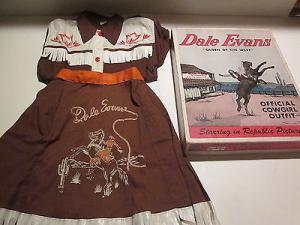 Dale Evans
"QUEEN OF THE WEST"
OFFICIAL
COWGIRL
OUTFIT
Starring in Republic Pictures
Dale Evans